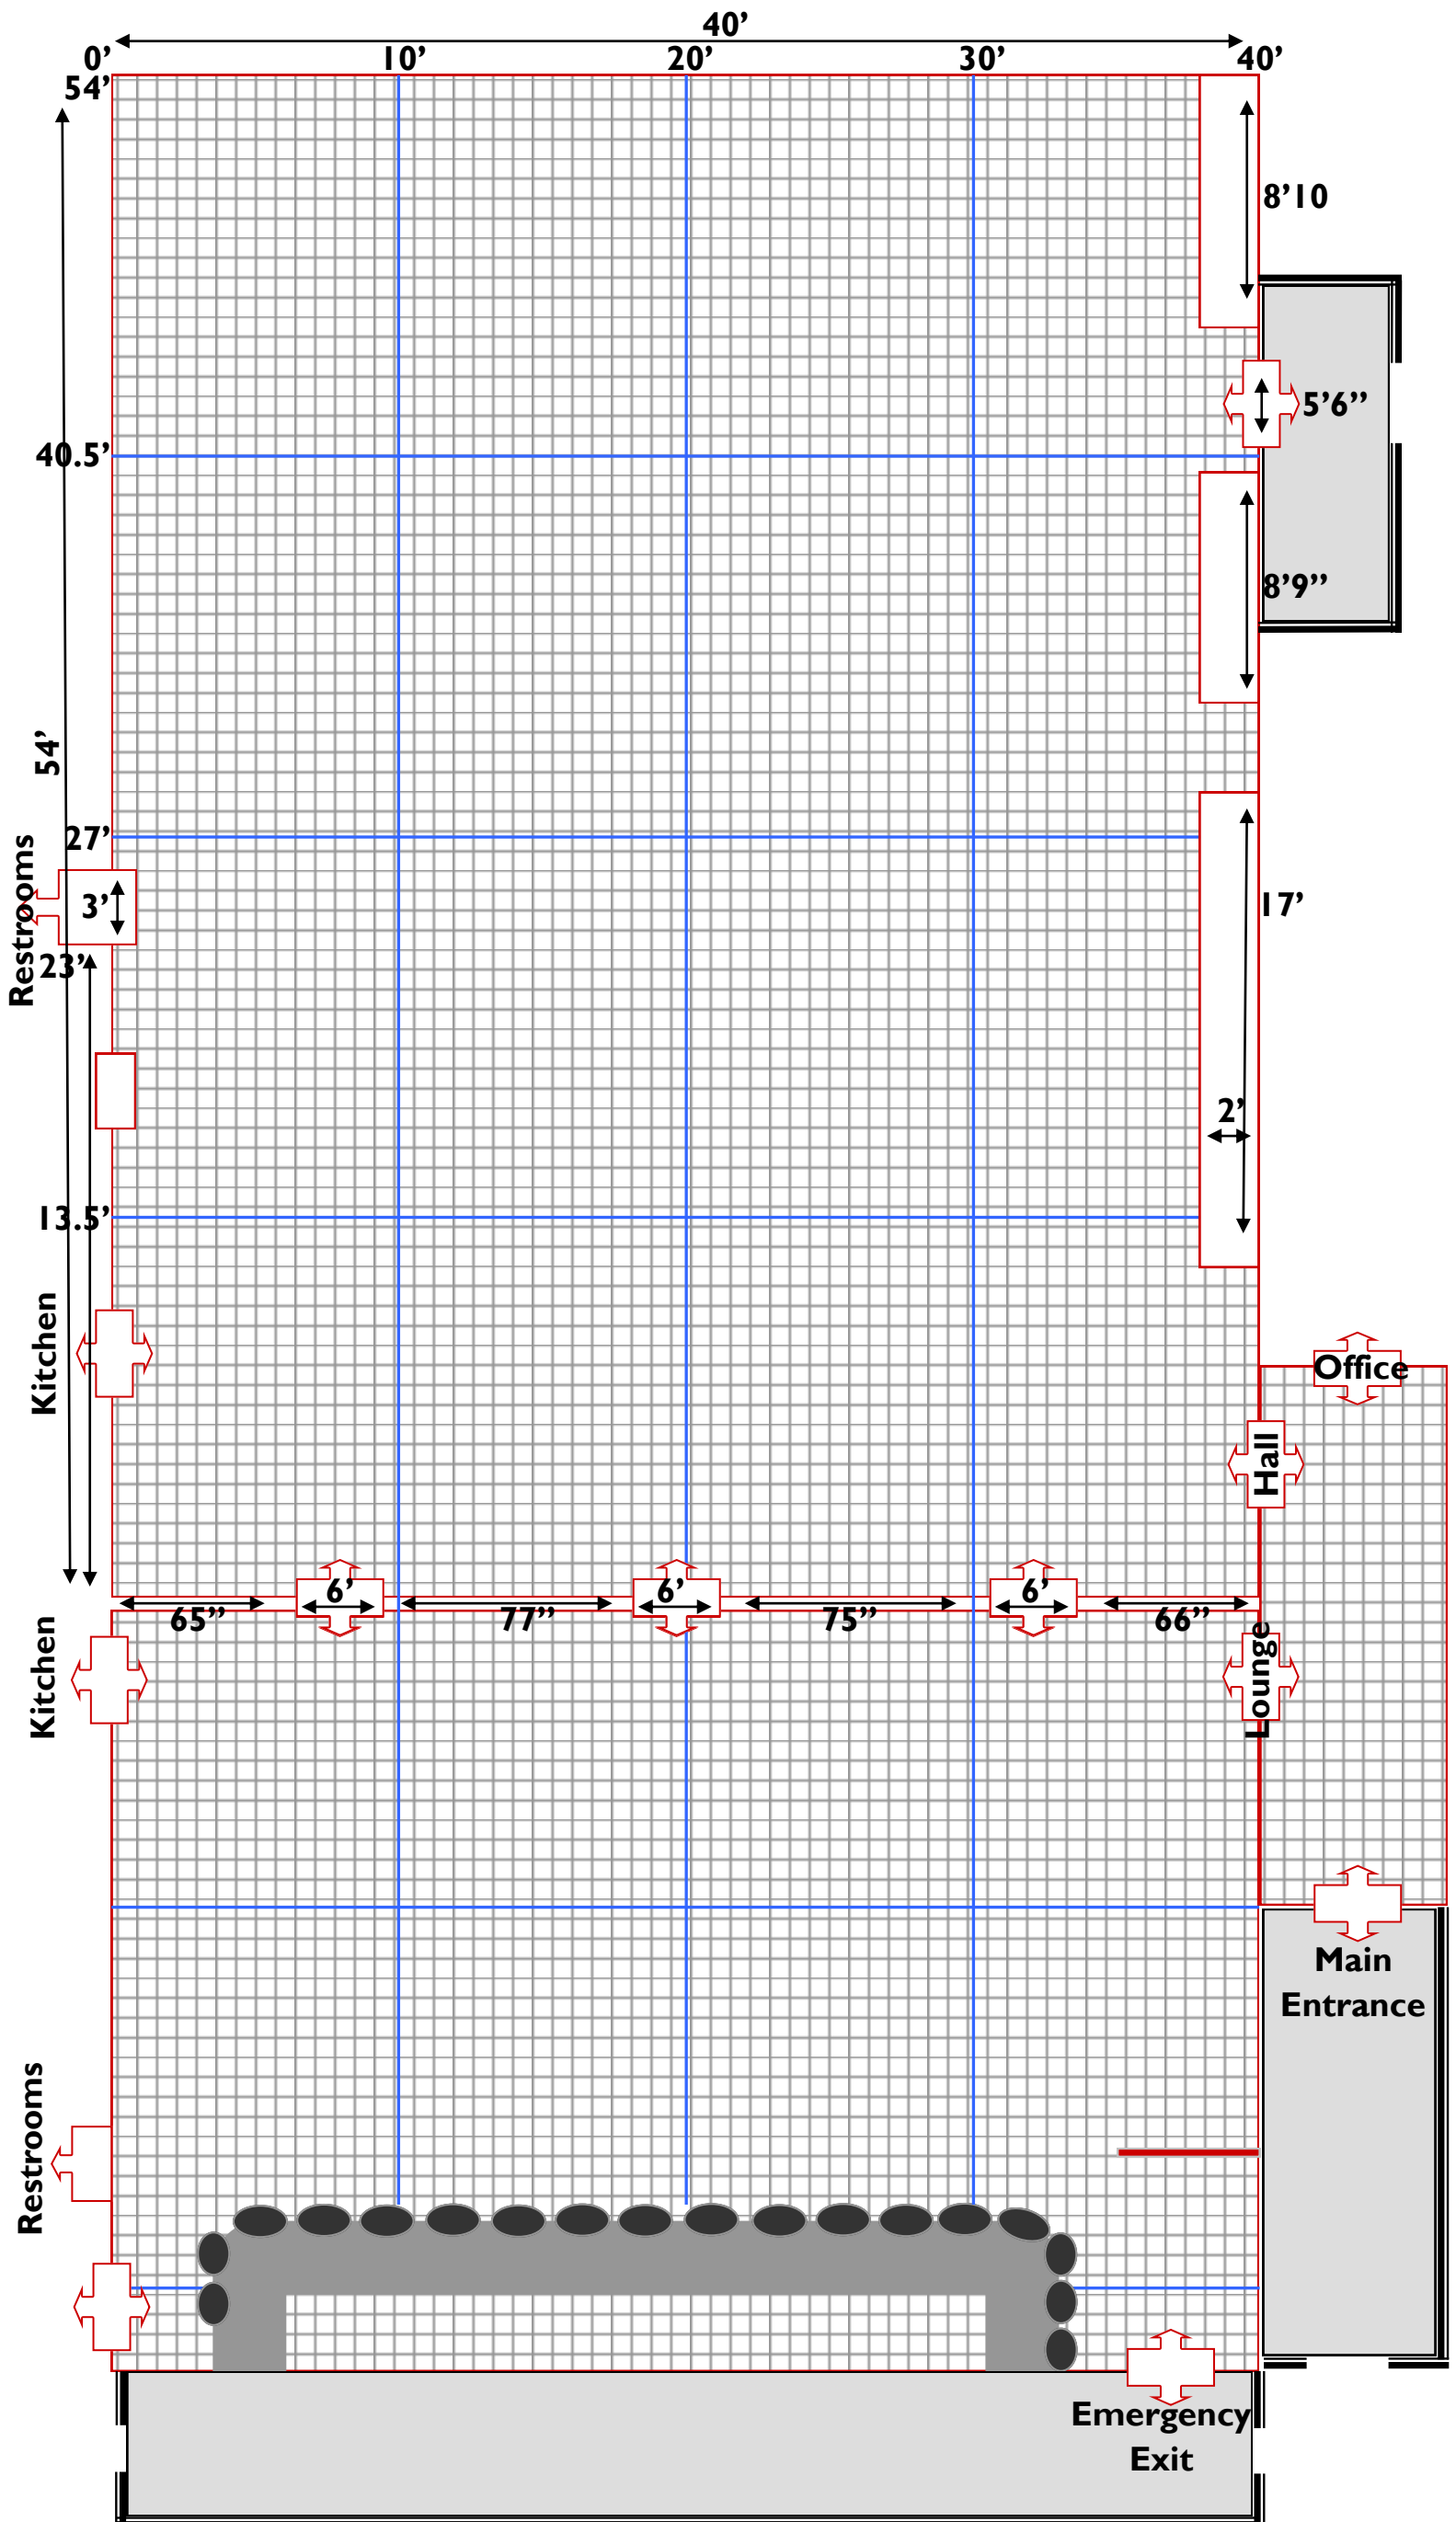 40’
0’ 10’ 20’ 30’ 40’
54’
8’10
5’6’’
40.5’
8’9’’
54’
27’
Restrooms
3’
17’
23’
2’
13.5’
Kitchen
Office
Hall
6’ 6’ 6’
65’’ 77’’ 75’’ 66’’
Kitchen
Lounge
Main
Entrance
Restrooms
Emergency
Exit